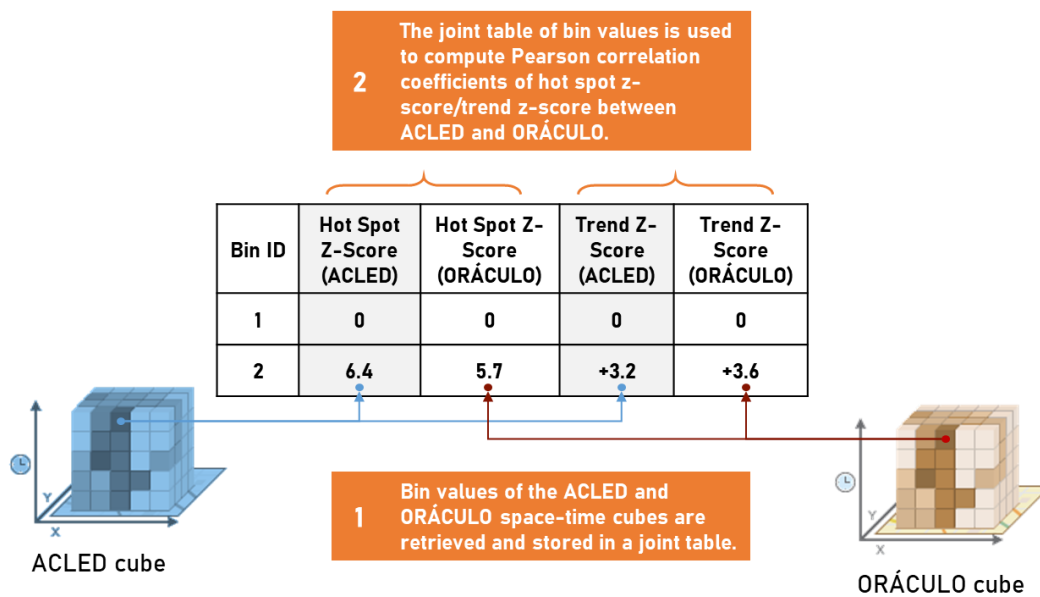 2
The joint table of bin values is used
to compute Pearson correlation
coefficients of hot spot z-
score/trend z-score between
ACLED and ORÁCULO.
Bin ID
Hot Spot
Z-Score
(ACLED)
Hot Spot Z-
Score
(ORÁCULO)
Trend Z-
Score
(ACLED)
Trend Z-
Score
(ORÁCULO)
1 0 0 0 0
2 6.4 5.7 +3.2 +3.6
Y
X
ACLED cube
1
Bin values of the ACLED and
ORÁCULO space-time cubes are
retrieved and stored in a joint table.
Y
X
ORÁCULO cube